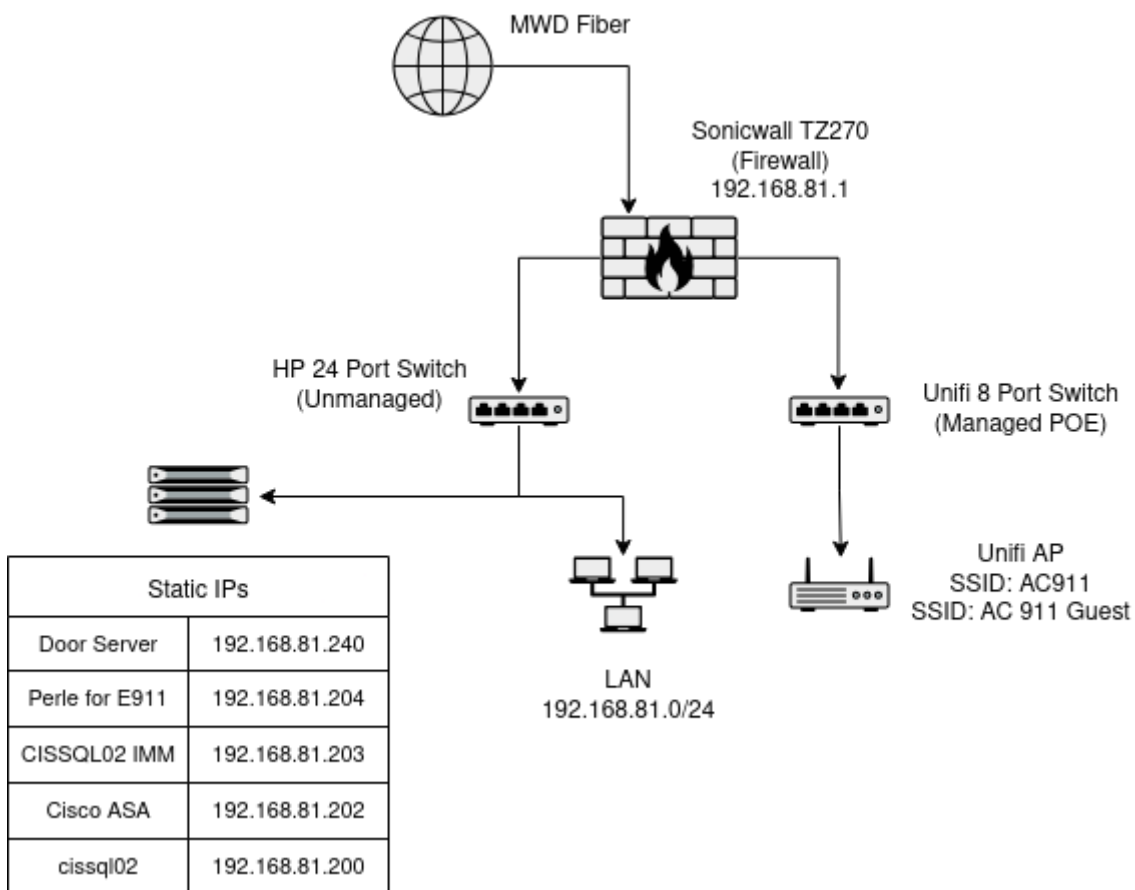 MWD Fiber
Sonicwall TZ270
(Firewall)
192.168.81.1
HP 24 Port Switch
(Unmanaged)
Unifi 8 Port Switch
(Managed POE)
Unifi AP
SSID: AC911
SSID: AC 911 Guest
LAN
192.168.81.0/24
Static IPs
Door Server 192.168.81.240
Perle for E911 192.168.81.204
CISSQL02 IMM 192.168.81.203
Cisco ASA 192.168.81.202
cissql02 192.168.81.200